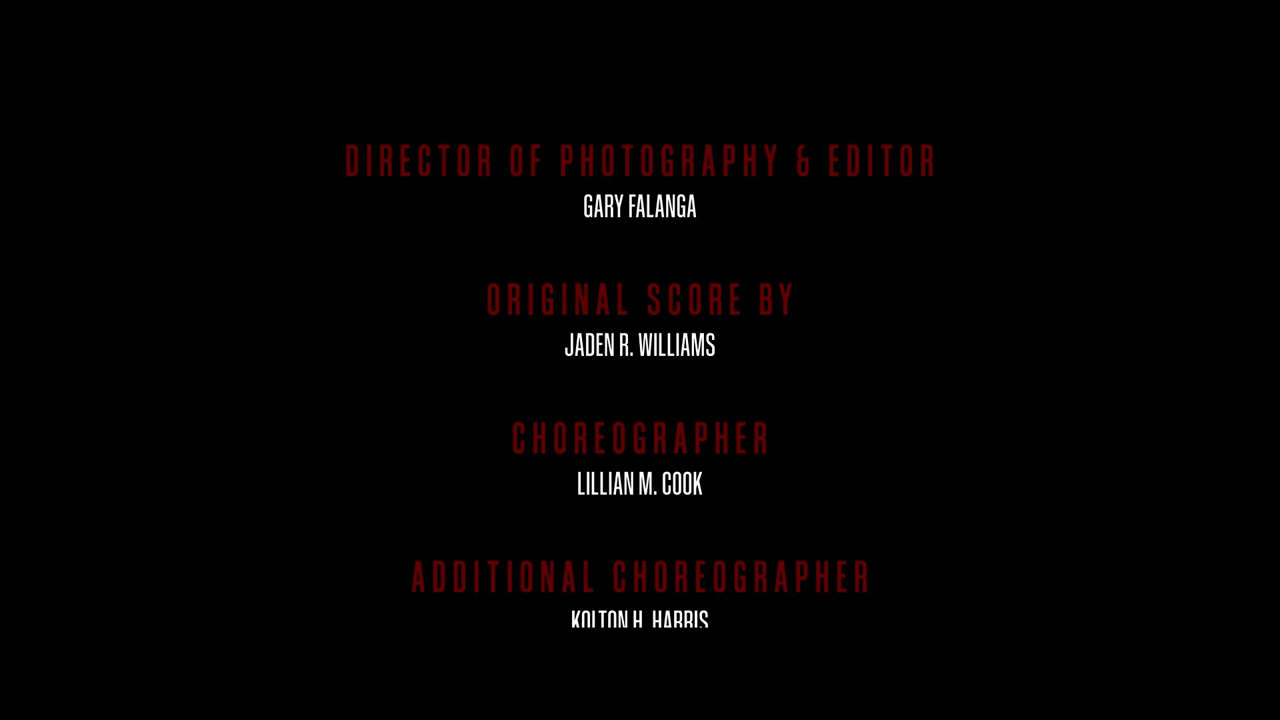 DIRECTOR OF PHOTOGRAPHY & EDITOR
GARY FALANGA
ORIGINAL SCORE BY
JADEN R. WILLIAMS
CHOREOGRAPHER
LILLIAN M. COOK
ADDITIONAL CHOREOGRAPHER
KOLTON H. HARRIS